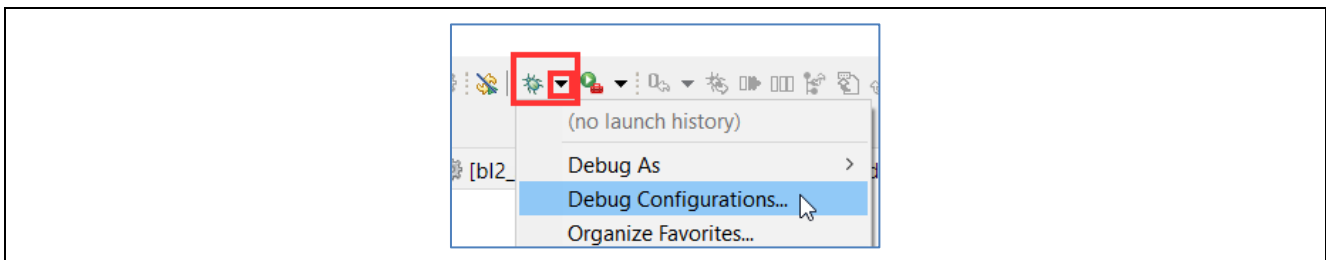 (no launch history)
[bl2_
Debug As
Debug Configurations...
Organize Favorites...